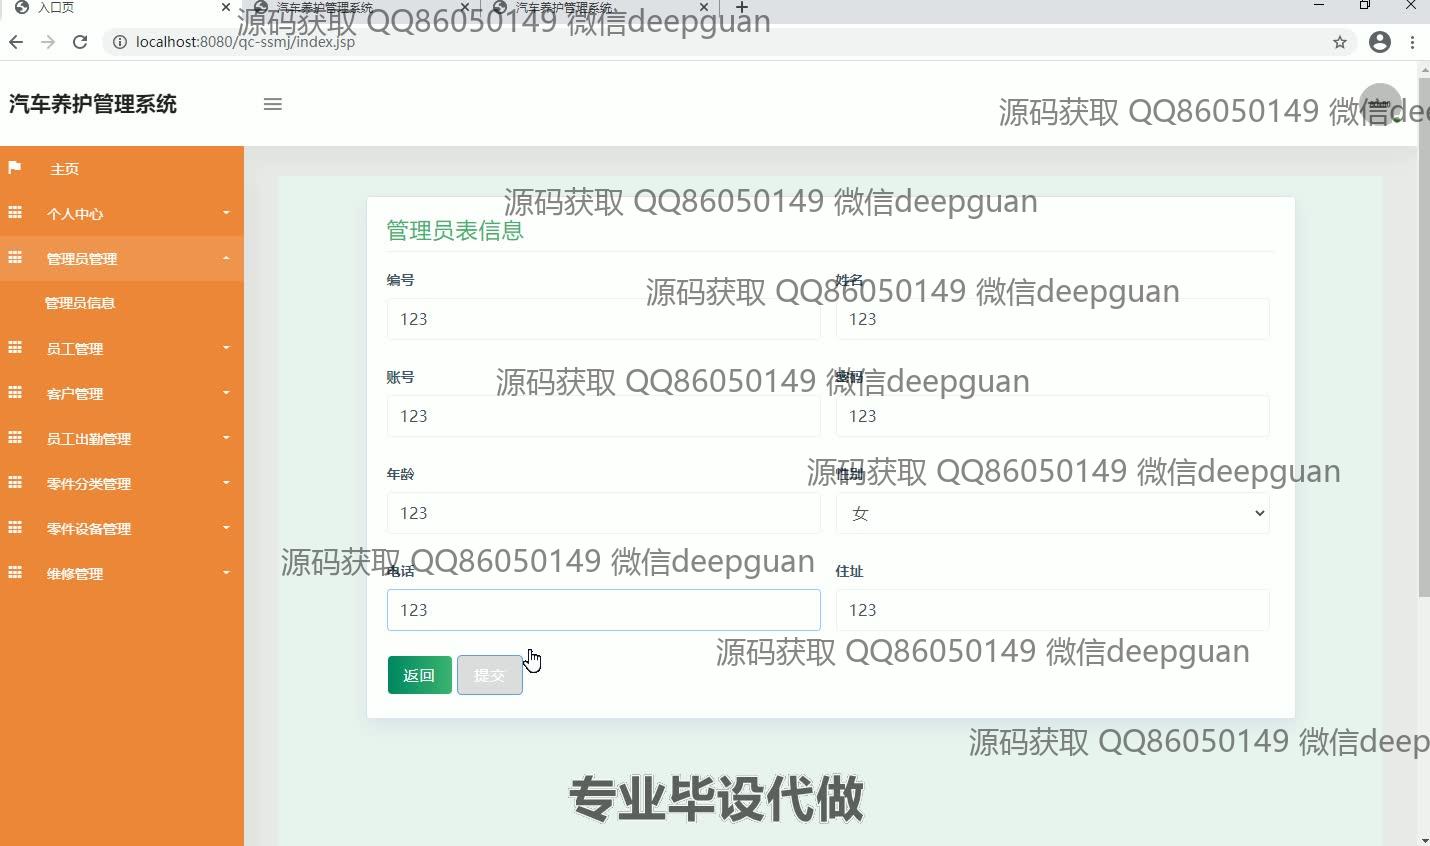 入口页
汽车养护管理系统
汽车养护管理系统
源码获取 QQ86050149 微信deepguan
localhost:8080/qc-ssmj/index.jsp
汽车养护管理系统
源码获取 QQ86050149 微信dee
主页
个人中心
源码获取 QQ86050149 微信deepguan
管理员表信息
管理员管理
编号
姓名
源码获取 QQ86050149 微信deepguan
管理员信息
123
123
员工管理
账号
密码
源码获取 QQ86050149 微信deepguan
客户管理
123
123
员工出勤管理
年龄
性别
源码获取 QQ86050149 微信deepguan
零件分类管理
123
女
零件设备管理
源码获取 QQ86050149 微信deepguan
电话
住址
维修管理
123
123
源码获取 QQ86050149 微信deepguan
返回
提交
源码获取 QQ86050149 微信deep
专业毕设代做